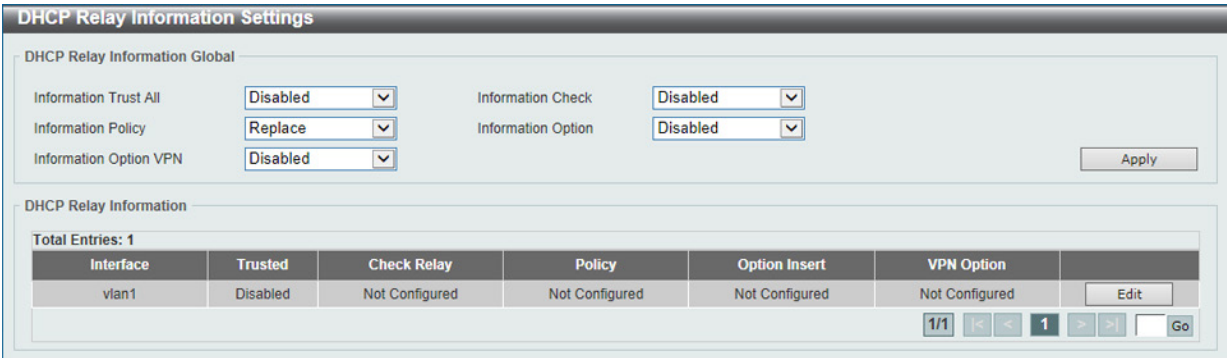 DHCP Relay Information Settings
DHCP Relay Information Global
Information Trust All Disabled Information Check Disabled
Information Policy Replace Information Option Disabled
Information Option VPN Disabled Apply
DHCP Relay Information
Total Entries: 1
Interface Trusted Check Relay Policy Option Insert VPN Option
vlan1 Disabled Not Configured Not Configured Not Configured Not Configured Edit
1/1 |< < 1 > >| Go